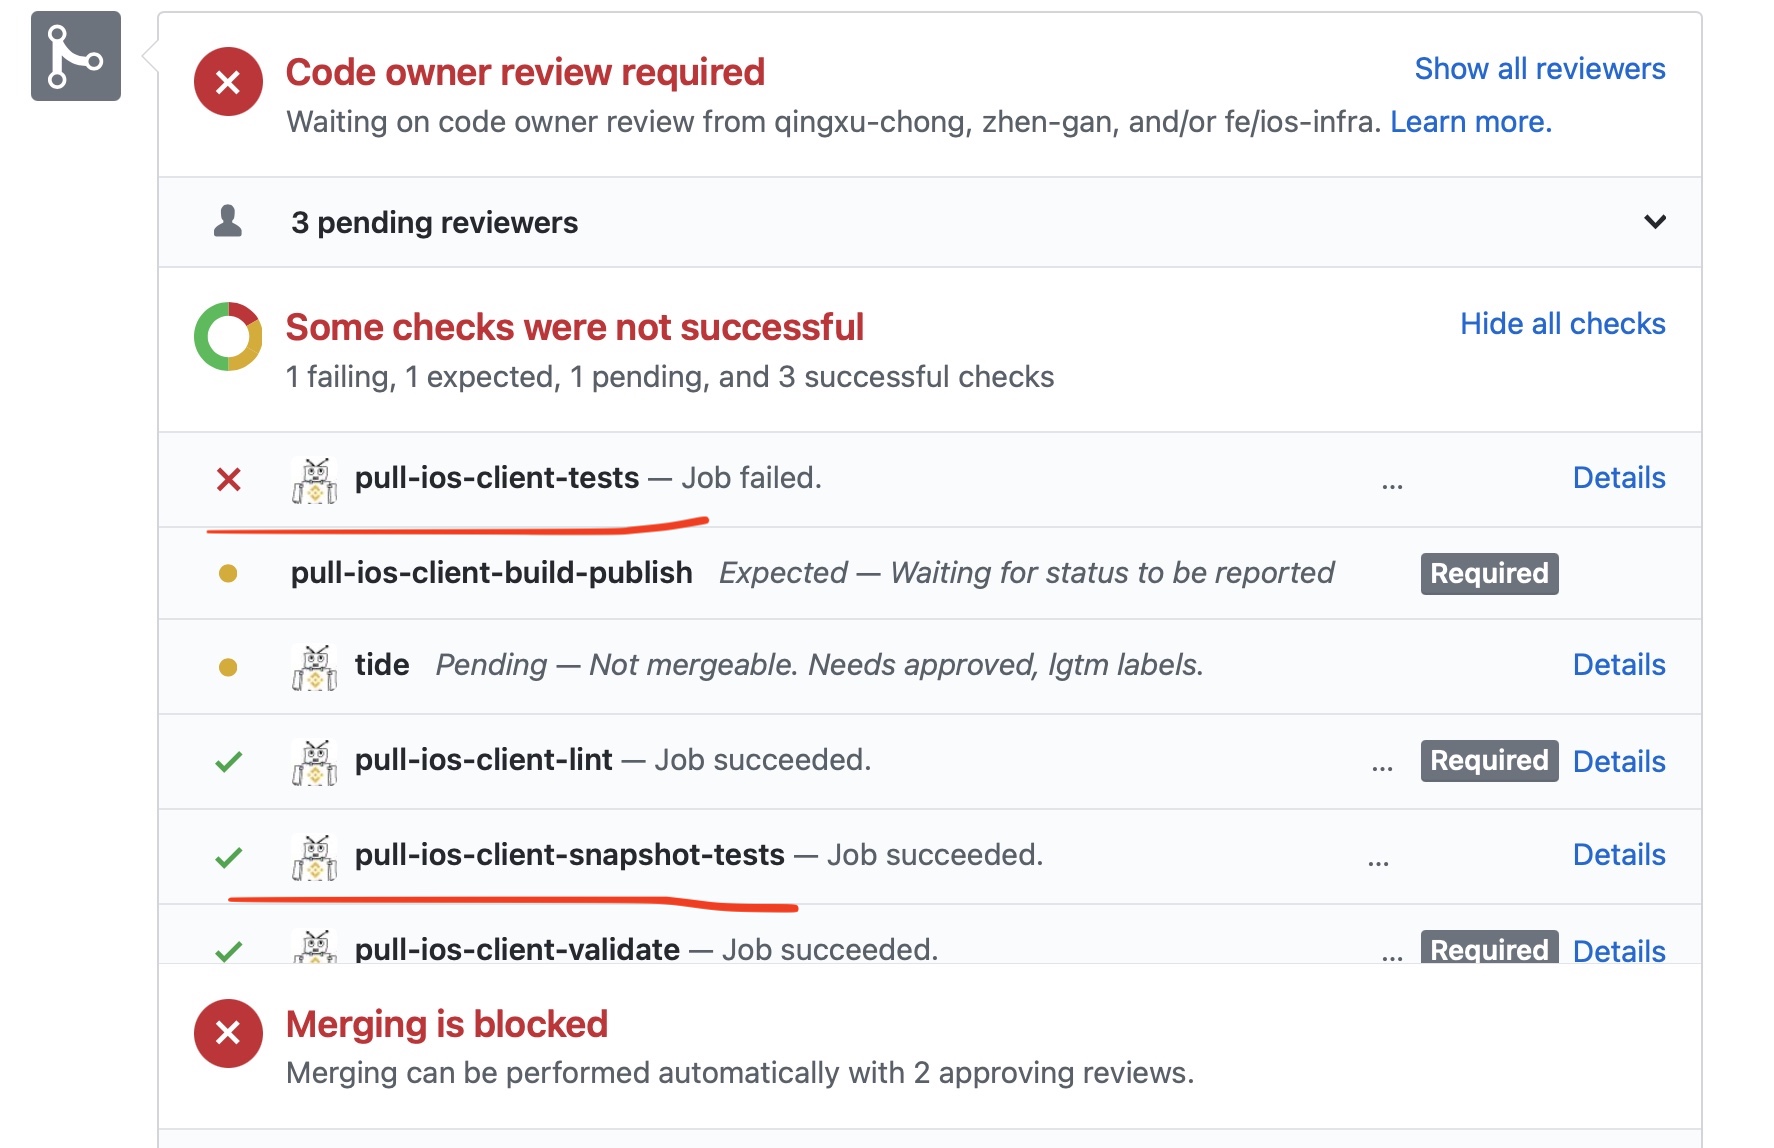 Code owner review required
Show all reviewers
Waiting on code owner review from qingxu-chong, zhen-gan, and/or fe/ios-infra. Learn more.
3 pending reviewers
Some checks were not successful
Hide all checks
1 failing, 1 expected, 1 pending, and 3 successful checks
pull-ios-client-tests — Job failed. ... Details
pull-ios-client-build-publish Expected — Waiting for status to be reported Required
tide Pending — Not mergeable. Needs approved, lgtm labels. Details
pull-ios-client-lint — Job succeeded. ... Required Details
pull-ios-client-snapshot-tests — Job succeeded. ... Details
pull-ios-client-validate — Job succeeded. ... Required Details
Merging is blocked
Merging can be performed automatically with 2 approving reviews.